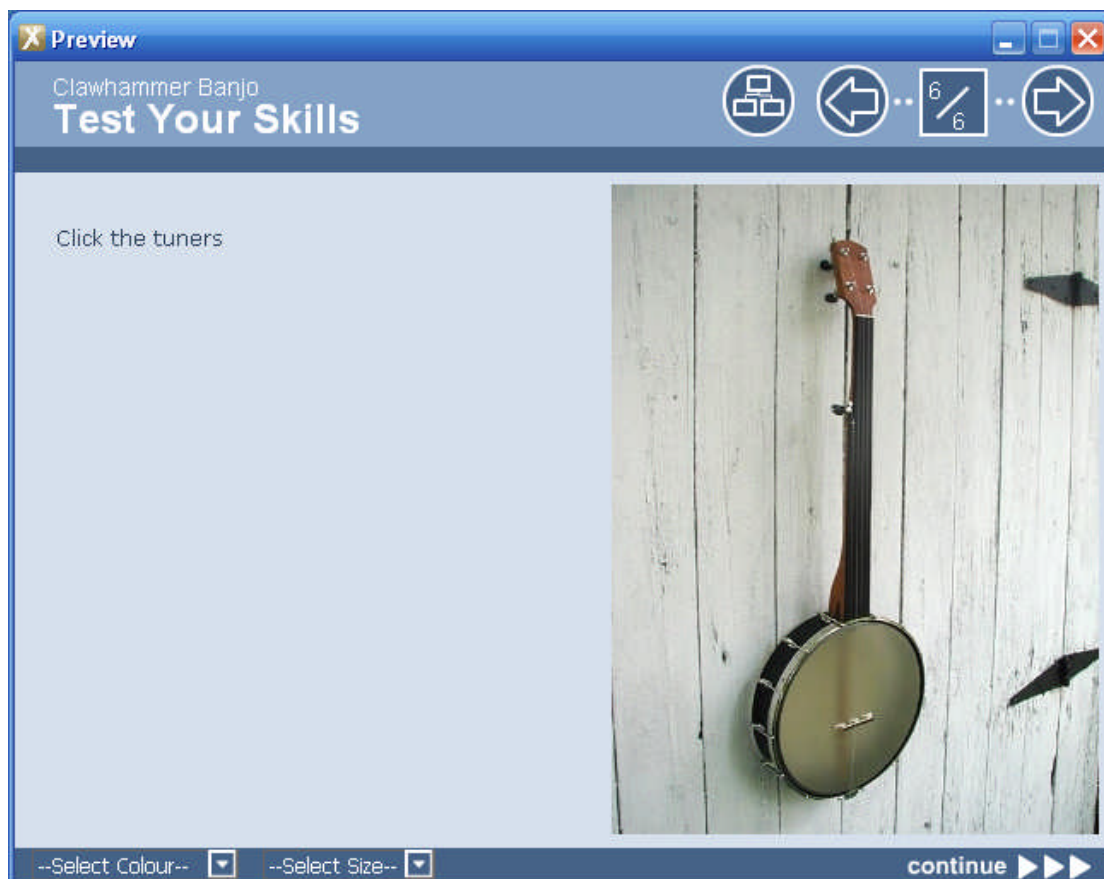 Preview
Clawhammer Banjo
Test Your Skills
6/6
Click the tuners
--Select Colour--
--Select Size--
continue